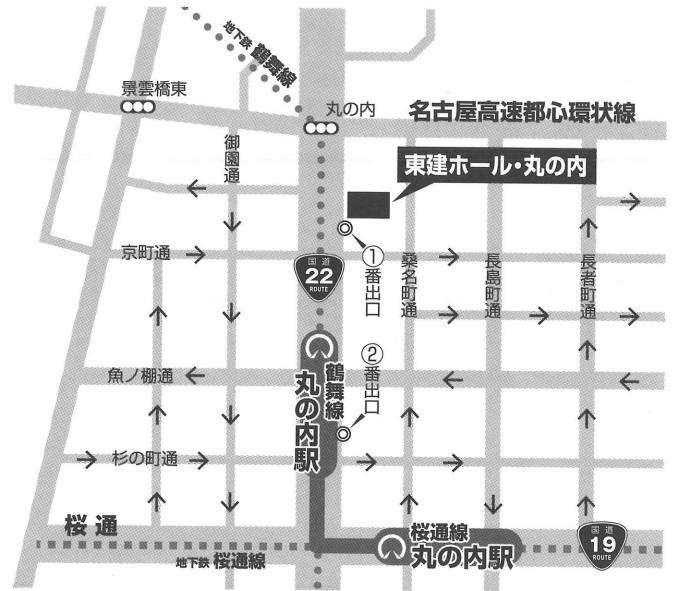 地下鉄 鶴舞線
景雲橋東
丸の内
名古屋高速都心環状線
御園通
東建ホール・丸の内
京町通
国道
22
ROUTE
①番出口
桑名町通
長島町通
長者町通
魚ノ棚通
鶴舞線
丸の内駅
②番出口
杉の町通
桜通
地下鉄 桜通線
桜通線
丸の内駅
国道
19
ROUTE